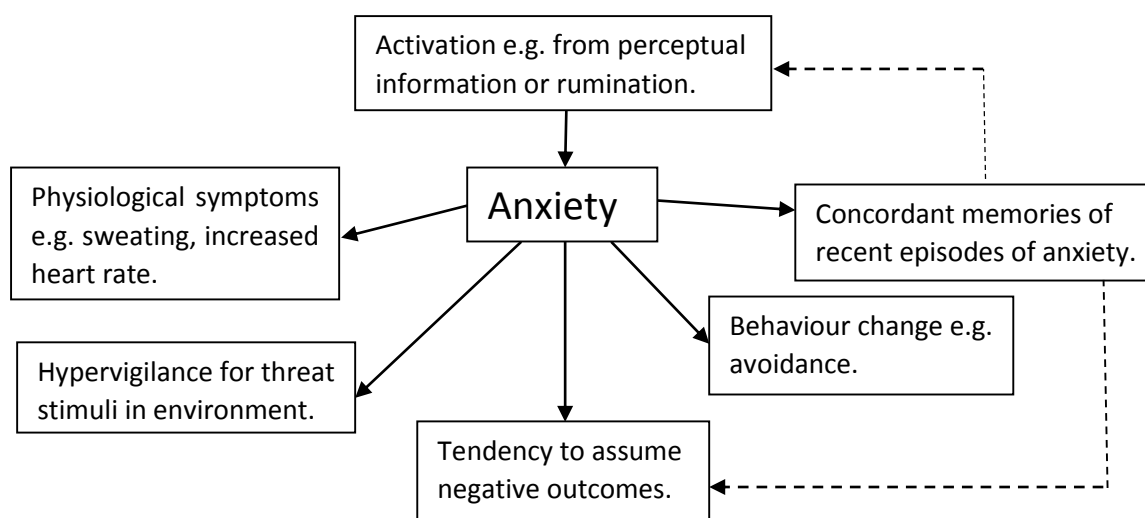 Activation e.g. from perceptual
information or rumination.
Anxiety
Physiological symptoms
e.g. sweating, increased
heart rate.
Concordant memories of
recent episodes of anxiety.
Behaviour change e.g.
avoidance.
Hypervigilance for threat
stimuli in environment.
Tendency to assume
negative outcomes.